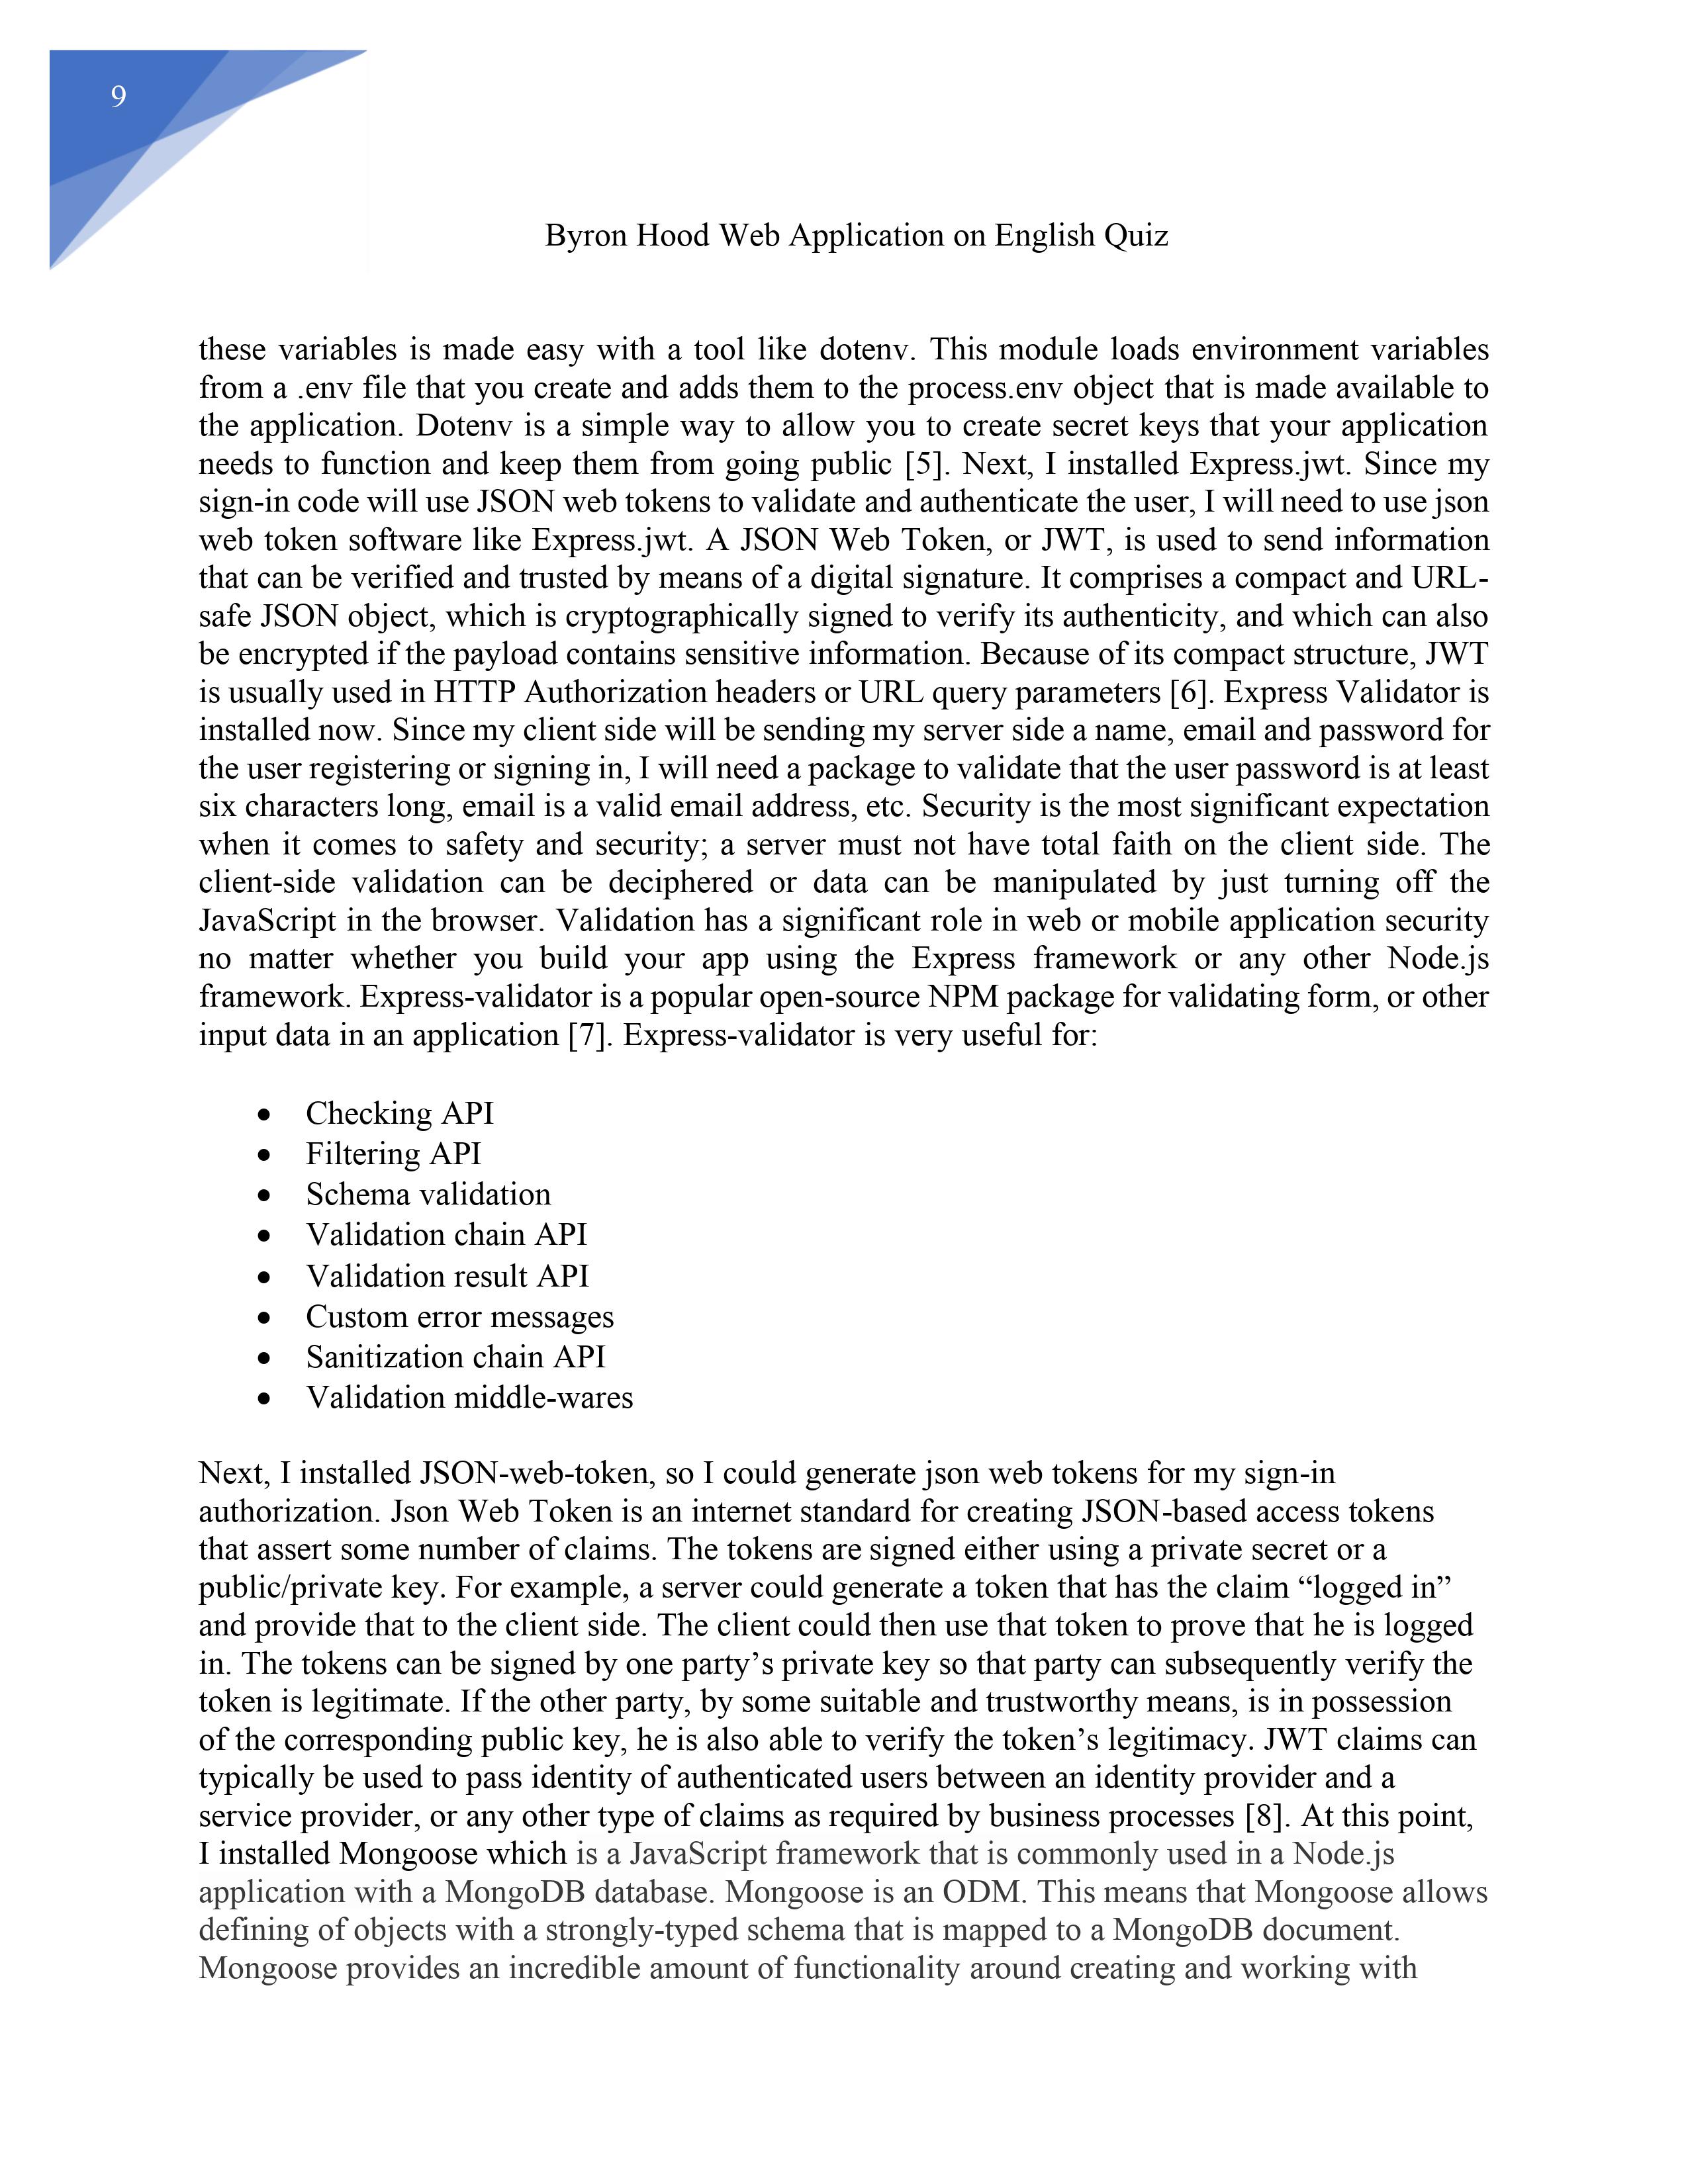 9
Byron Hood Web Application on English Quiz
these variables is made easy with a tool like dotenv. This module loads environment variables
from a .env file that you create and adds them to the process.env object that is made available to
the application. Dotenv is a simple way to allow you to create secret keys that your application
needs to function and keep them from going public [5]. Next, I installed Express.jwt. Since my
sign-in code will use JSON web tokens to validate and authenticate the user, I will need to use json
web token software like Express.jwt. A JSON Web Token, or JWT, is used to send information
that can be verified and trusted by means of a digital signature. It comprises a compact and URL-
safe JSON object, which is cryptographically signed to verify its authenticity, and which can also
be encrypted if the payload contains sensitive information. Because of its compact structure, JWT
is usually used in HTTP Authorization headers or URL query parameters [6]. Express Validator is
installed now. Since my client side will be sending my server side a name, email and password for
the user registering or signing in, I will need a package to validate that the user password is at least
six characters long, email is a valid email address, etc. Security is the most significant expectation
when it comes to safety and security; a server must not have total faith on the client side. The
client-side validation can be deciphered or data can be manipulated by just turning off the
JavaScript in the browser. Validation has a significant role in web or mobile application security
no matter whether you build your app using the Express framework or any other Node.js
framework. Express-validator is a popular open-source NPM package for validating form, or other
input data in an application [7]. Express-validator is very useful for:
• Checking API
• Filtering API
• Schema validation
• Validation chain API
• Validation result API
• Custom error messages
• Sanitization chain API
• Validation middle-wares
Next, I installed JSON-web-token, so I could generate json web tokens for my sign-in
authorization. Json Web Token is an internet standard for creating JSON-based access tokens
that assert some number of claims. The tokens are signed either using a private secret or a
public/private key. For example, a server could generate a token that has the claim “logged in”
and provide that to the client side. The client could then use that token to prove that he is logged
in. The tokens can be signed by one party’s private key so that party can subsequently verify the
token is legitimate. If the other party, by some suitable and trustworthy means, is in possession
of the corresponding public key, he is also able to verify the token’s legitimacy. JWT claims can
typically be used to pass identity of authenticated users between an identity provider and a
service provider, or any other type of claims as required by business processes [8]. At this point,
I installed Mongoose which is a JavaScript framework that is commonly used in a Node.js
application with a MongoDB database. Mongoose is an ODM. This means that Mongoose allows
defining of objects with a strongly-typed schema that is mapped to a MongoDB document.
Mongoose provides an incredible amount of functionality around creating and working with